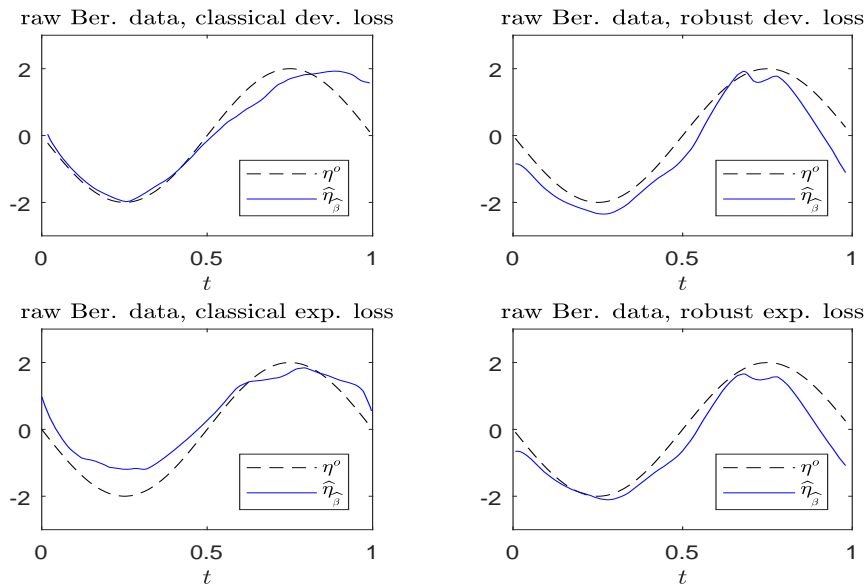 raw Ber. data, classical dev. loss
2
0
-2
η^o
η̂_β̂
0 0.5 1
t
raw Ber. data, robust dev. loss
2
0
-2
η^o
η̂_β̂
0 0.5 1
t
raw Ber. data, classical exp. loss
2
0
-2
η^o
η̂_β̂
0 0.5 1
t
raw Ber. data, robust exp. loss
2
0
-2
η^o
η̂_β̂
0 0.5 1
t